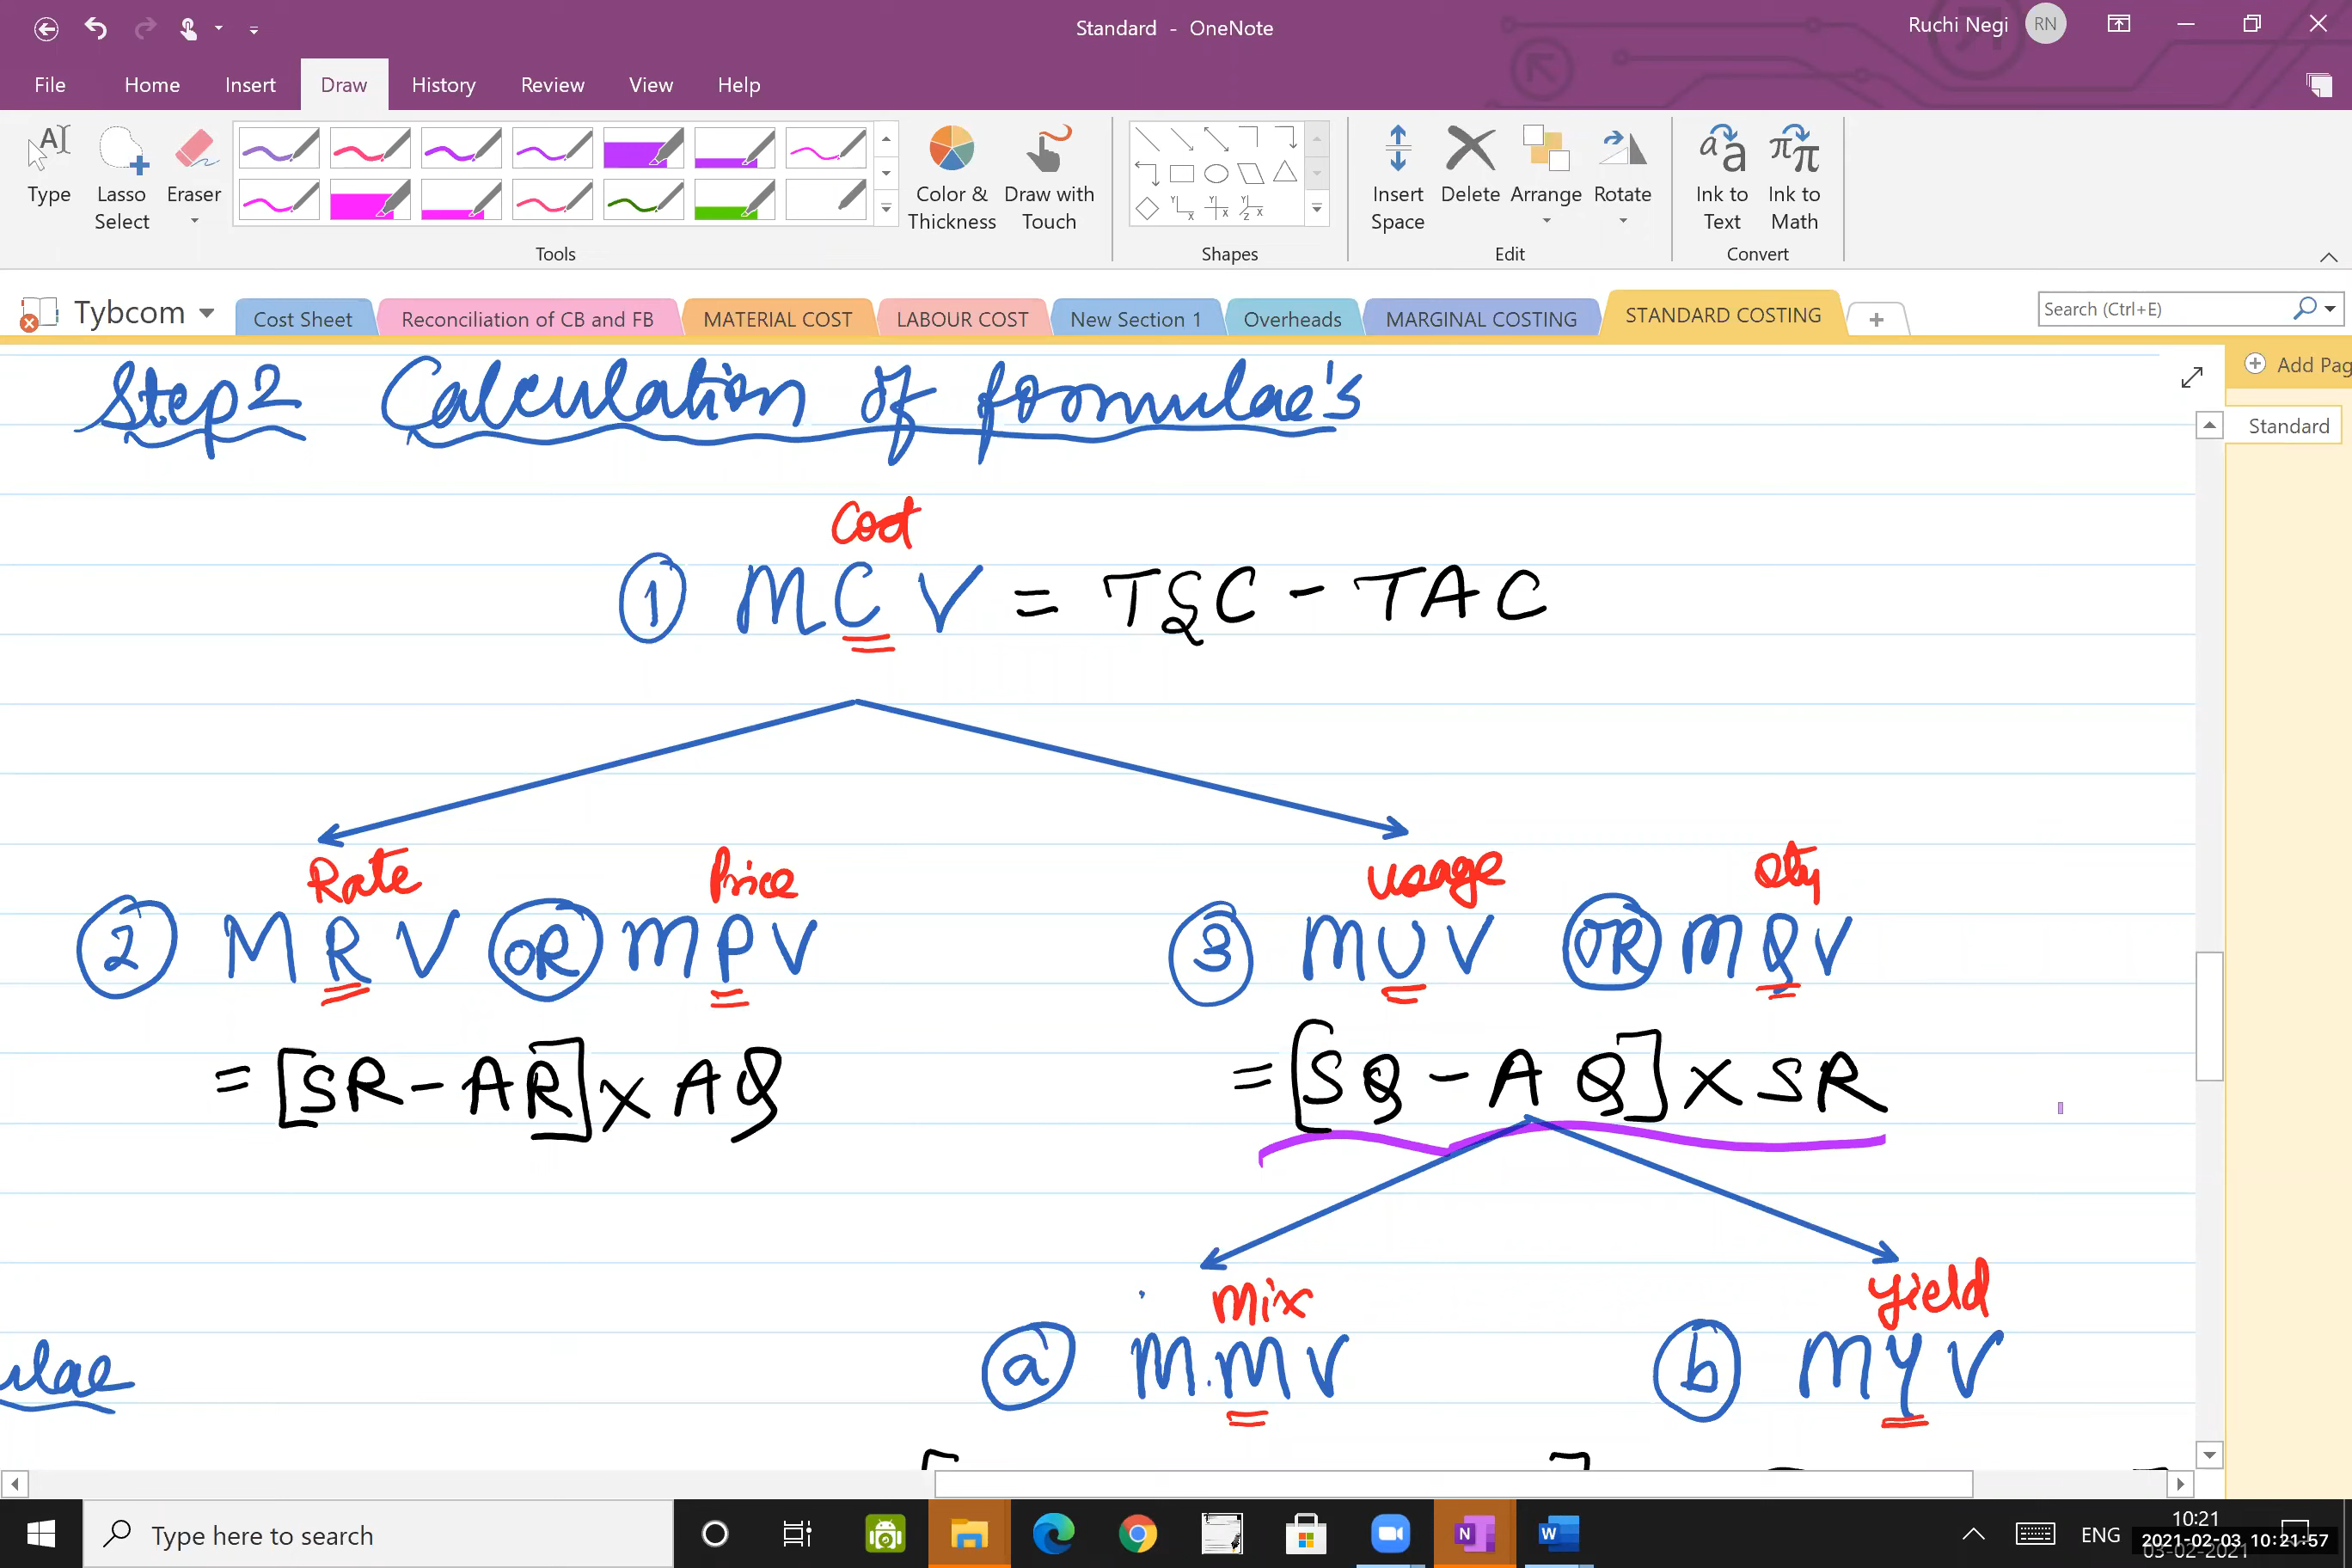 Standard - OneNote
Ruchi Negi RN
File Home Insert Draw History Review View Help
Type Lasso Select Eraser Color & Thickness Draw with Touch Insert Space Delete Arrange Rotate Ink to Text Ink to Math
Tools Shapes Edit Convert
Tybcom Cost Sheet Reconciliation of CB and FB MATERIAL COST LABOUR COST New Section 1 Overheads MARGINAL COSTING STANDARD COSTING + Search (Ctrl+E)
Add Pag
Standard
Step 2 Calculation of formulae's
Cost
1 MCV = TSC - TAC
Rate Price usage Qty
2 MRV OR MPV 3 MUV OR MQV
= [SR - AR] x AQ = [SQ - AQ] x SR
mix yield
ulae a M.MV b MYV
Type here to search
ENG 10:21
2021-02-03 10:21:57
03-02-2021